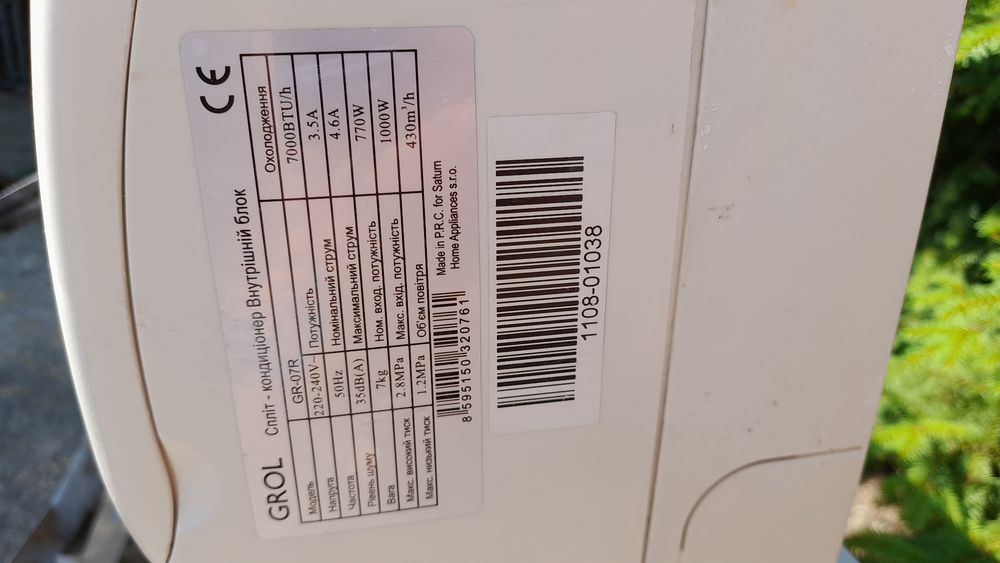 GROL Спліт - кондиціонер Внутрішній блок CE
Модель GR-07R Охолодження
Напруга 220-240V~ Потужність 7000BTU/h
Частота 50Hz Номінальний струм 3.5A
Рівень шуму 35dB(A) Максимальний струм 4.6A
Вага 7kg Ном. вход. потужність 770W
Макс. високий тиск 2.8MPa Макс. вхід. потужність 1000W
Макс. низький тиск 1.2MPa Об'єм повітря 430m³/h
8 595150 320761
Made in P.R.C. for Saturn
Home Appliances s.r.o.
1108-01038